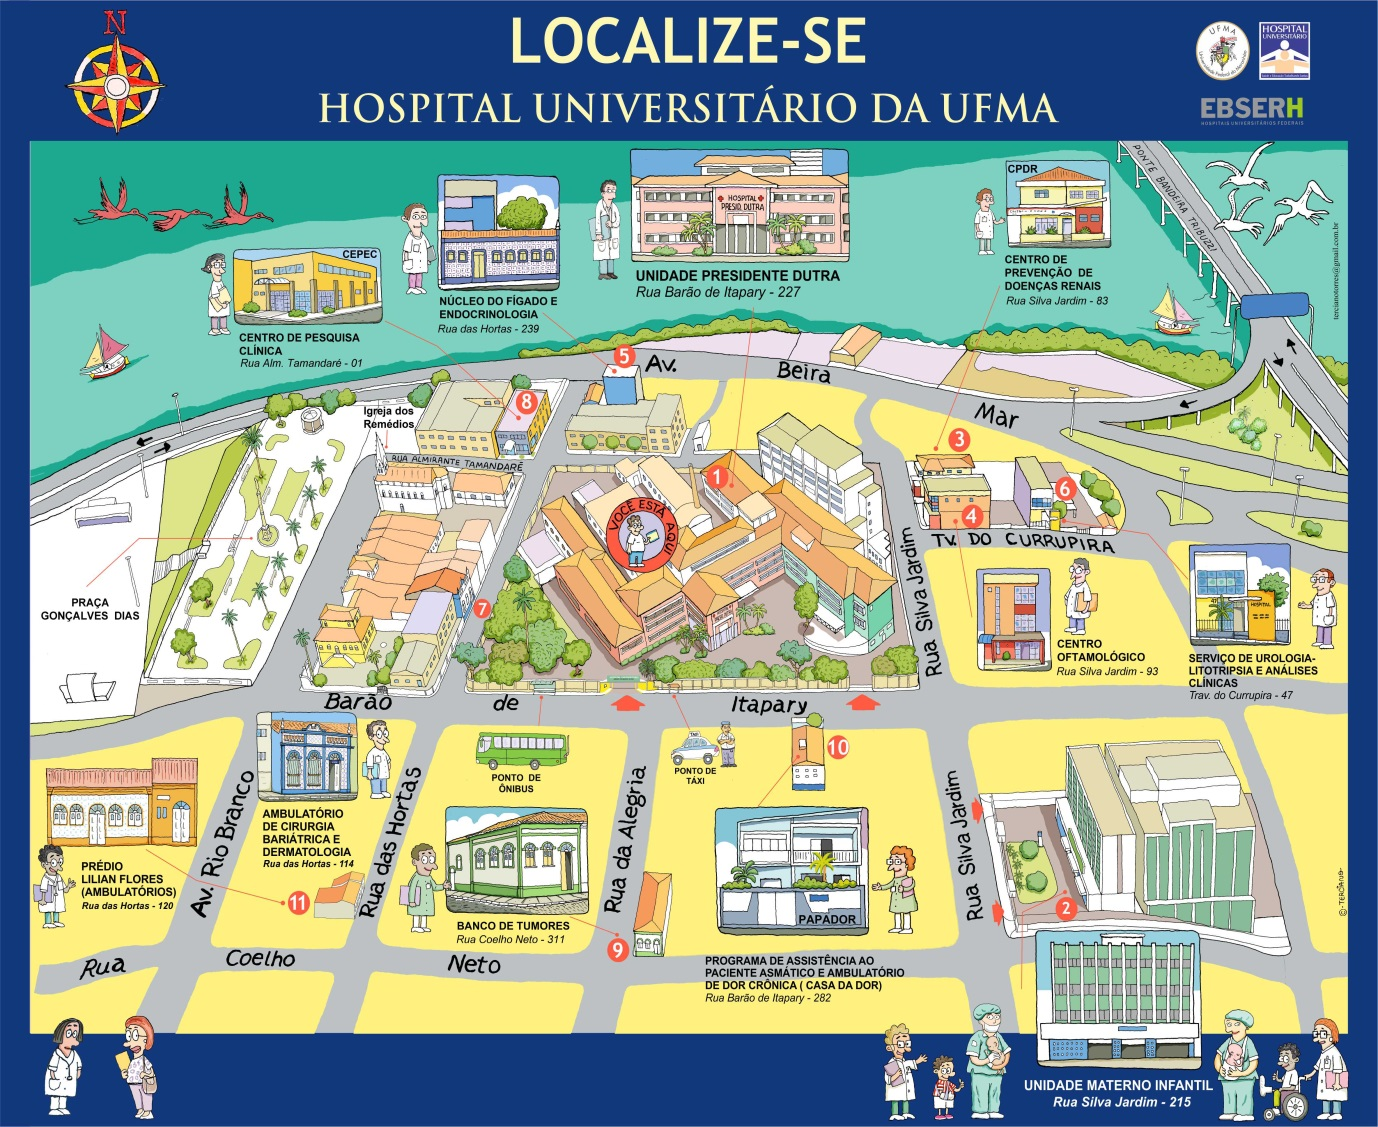 N
LOCALIZE-SE
HOSPITAL UNIVERSITÁRIO DA UFMA
UFMA
HOSPITAL
UNIVERSITÁRIO
EBSERH
HOSPITAIS UNIVERSITÁRIOS FEDERAIS
PONTE BANDEIRA TRIBUZZI
tercianotorres@gmail.com.br
CEPEC
CENTRO DE PESQUISA
CLÍNICA
Rua Alm. Tamandaré - 01
NÚCLEO DO FÍGADO E
ENDOCRINOLOGIA
Rua das Hortas - 239
HOSPITAL
PRESID. DUTRA
UNIDADE PRESIDENTE DUTRA
Rua Barão de Itapary - 227
CPDR
CENTRO DE
PREVENÇÃO DE
DOENÇAS RENAIS
Rua Silva Jardim - 83
5
Av.
Beira
Mar
8
Igreja dos
Remédios
RUA ALMIRANTE TAMANDARÉ
1
VOCÊ ESTÁ AQUI
3
6
4
TV. DO CURRUPIRA
PRAÇA
GONÇALVES DIAS
7
Rua Silva Jardim
HOSPITAL
CENTRO
OFTAMOLÓGICO
Rua Silva Jardim - 93
SERVIÇO DE UROLOGIA-
LITOTRIPSIA E ANÁLISES
CLÍNICAS
Trav. do Currupira - 47
Barão
de
Itapary
PONTO DE
ÔNIBUS
TAXI
PONTO DE
TÁXI
10
Av. Rio Branco
Rua das Hortas
Rua da Alegria
Rua Silva Jardim
AMBULATÓRIO
DE CIRURGIA
BARIÁTRICA E
DERMATOLOGIA
Rua das Hortas - 114
PRÉDIO
LILIAN FLORES
(AMBULATÓRIOS)
Rua das Hortas - 120
11
BANCO DE TUMORES
Rua Coelho Neto - 311
9
PAPADOR
PROGRAMA DE ASSISTÊNCIA AO
PACIENTE ASMÁTICO E AMBULATÓRIO
DE DOR CRÔNICA ( CASA DA DOR)
Rua Barão de Itapary - 282
2
Rua
Coelho
Neto
UNIDADE MATERNO INFANTIL
Rua Silva Jardim - 215